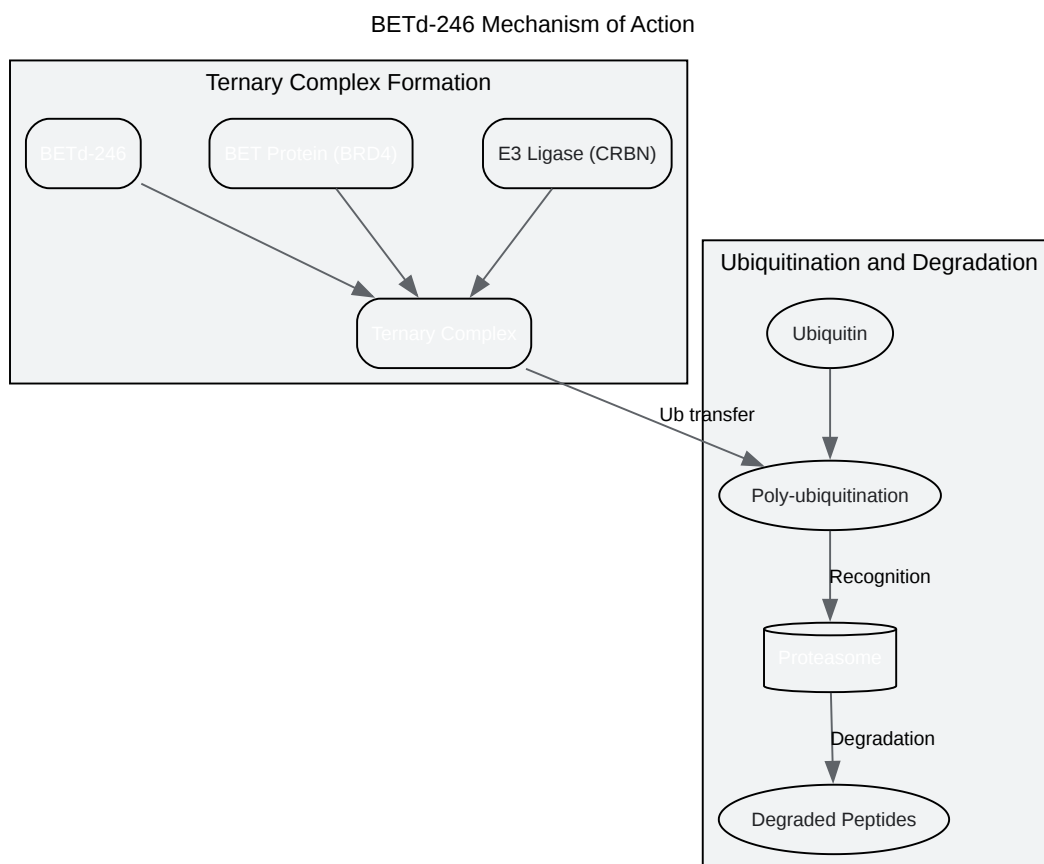 BETd-246 Mechanism of Action
Ternary Complex Formation
BETd-246
BET Protein (BRD4)
E3 Ligase (CRBN)
Ternary Complex
Ubiquitination and Degradation
Ubiquitin
Ub transfer
Poly-ubiquitination
Recognition
Proteasome
Degradation
Degraded Peptides